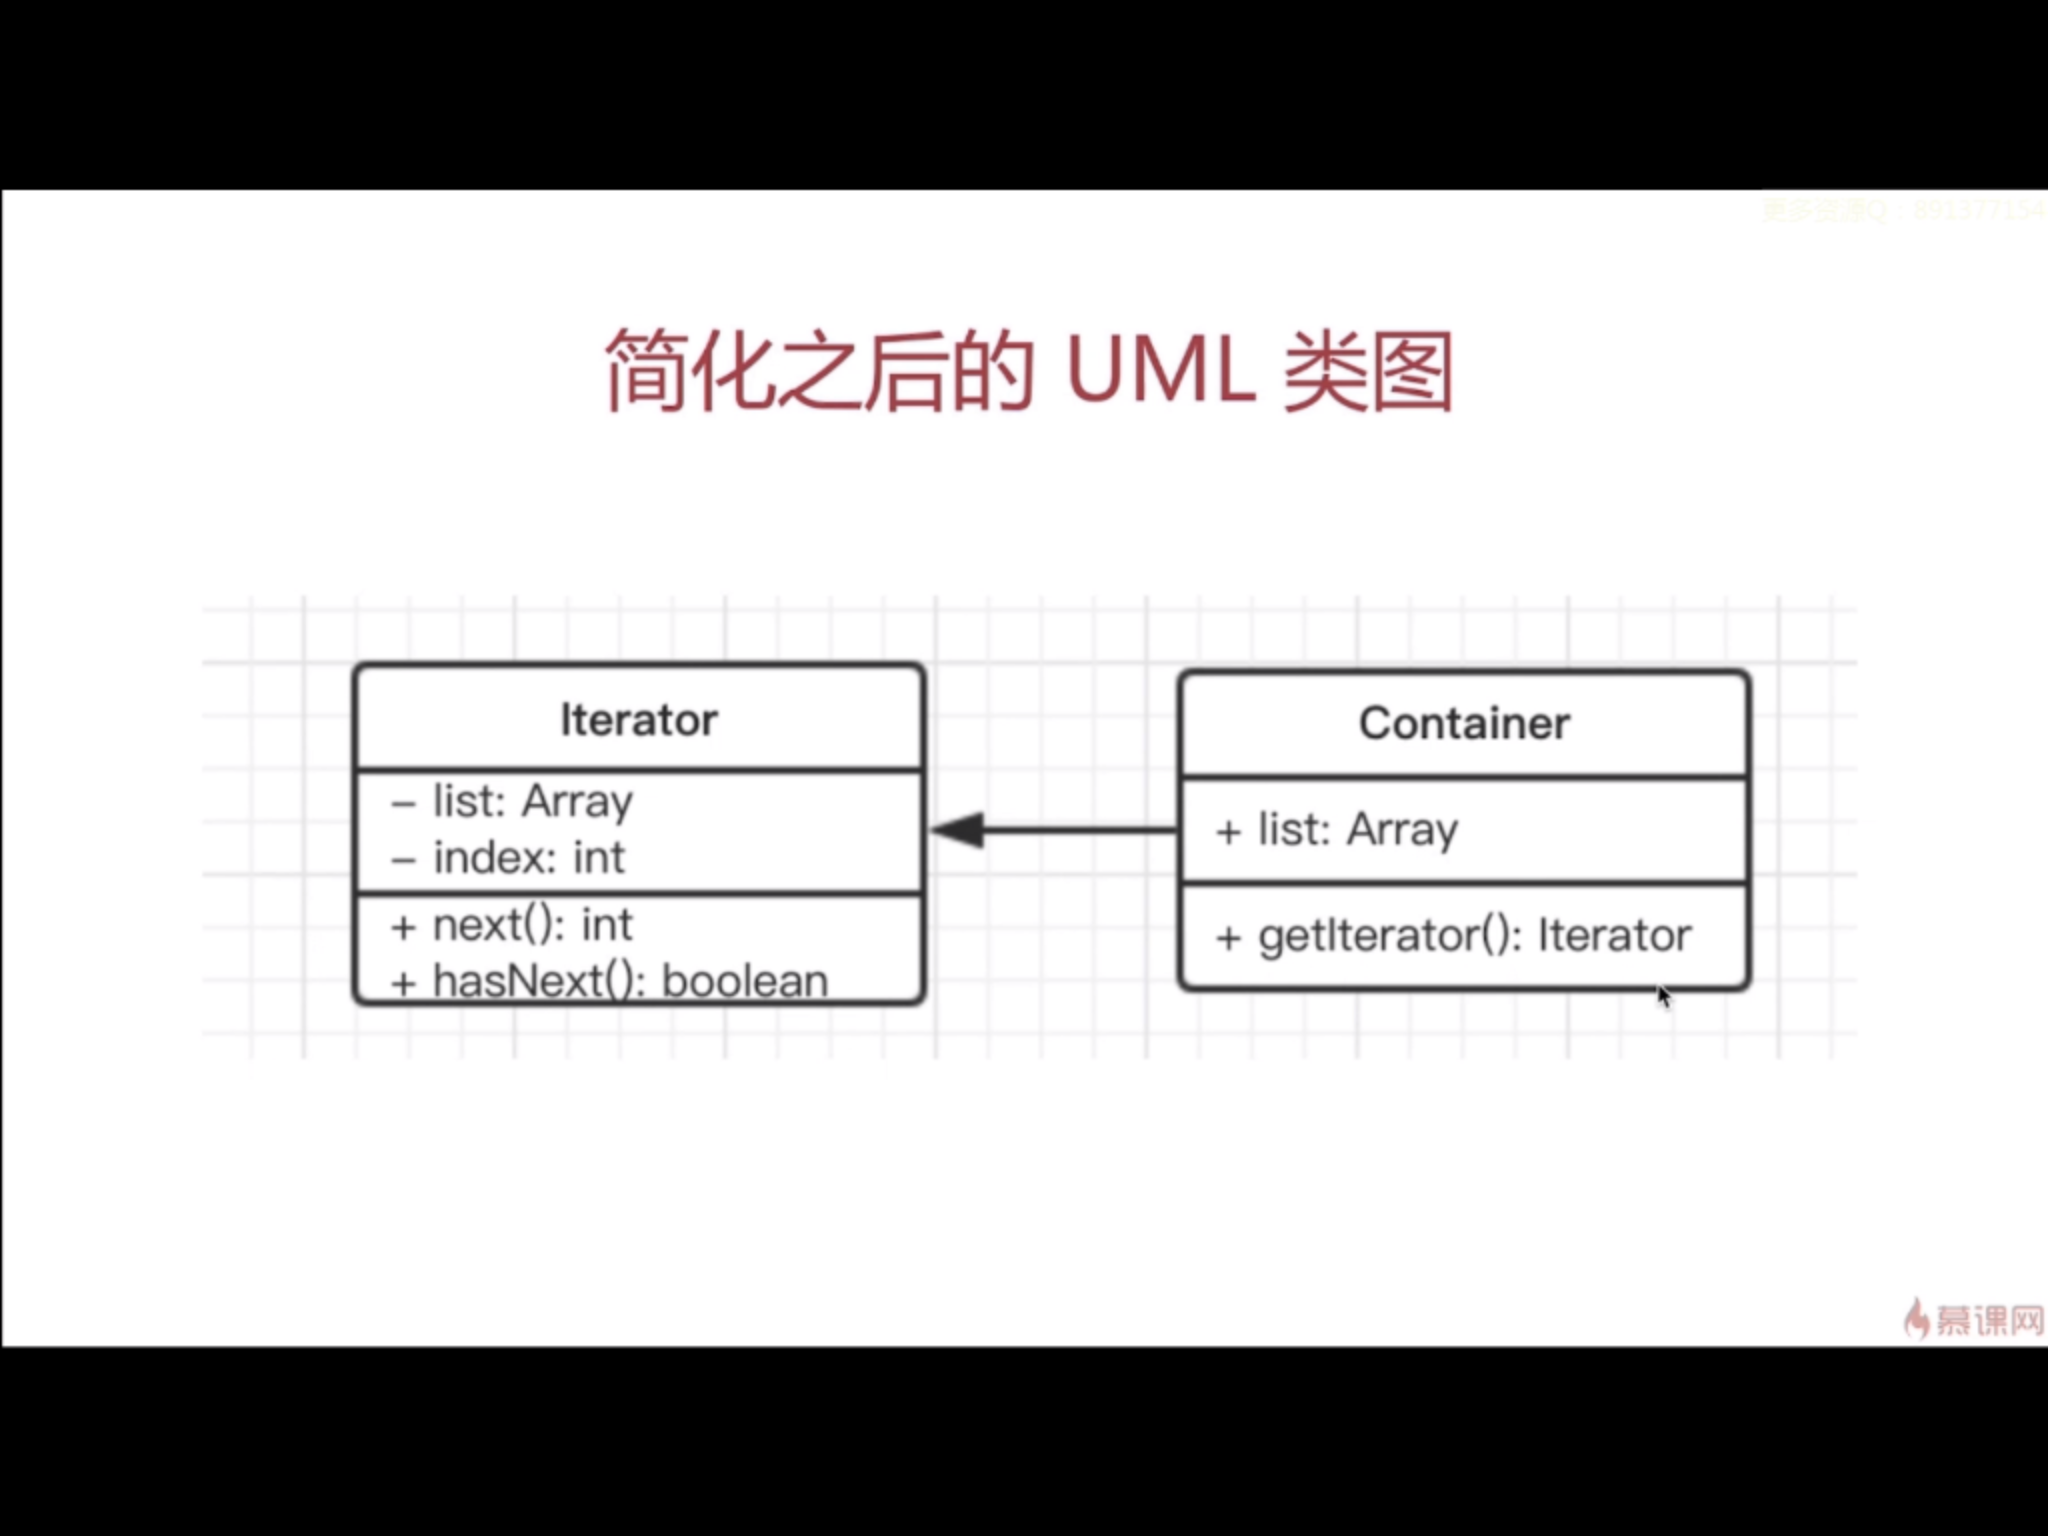 更多资源Q：891377154
简化之后的 UML 类图
Iterator
– list: Array
– index: int
+ next(): int
+ hasNext(): boolean
Container
+ list: Array
+ getIterator(): Iterator
慕课网